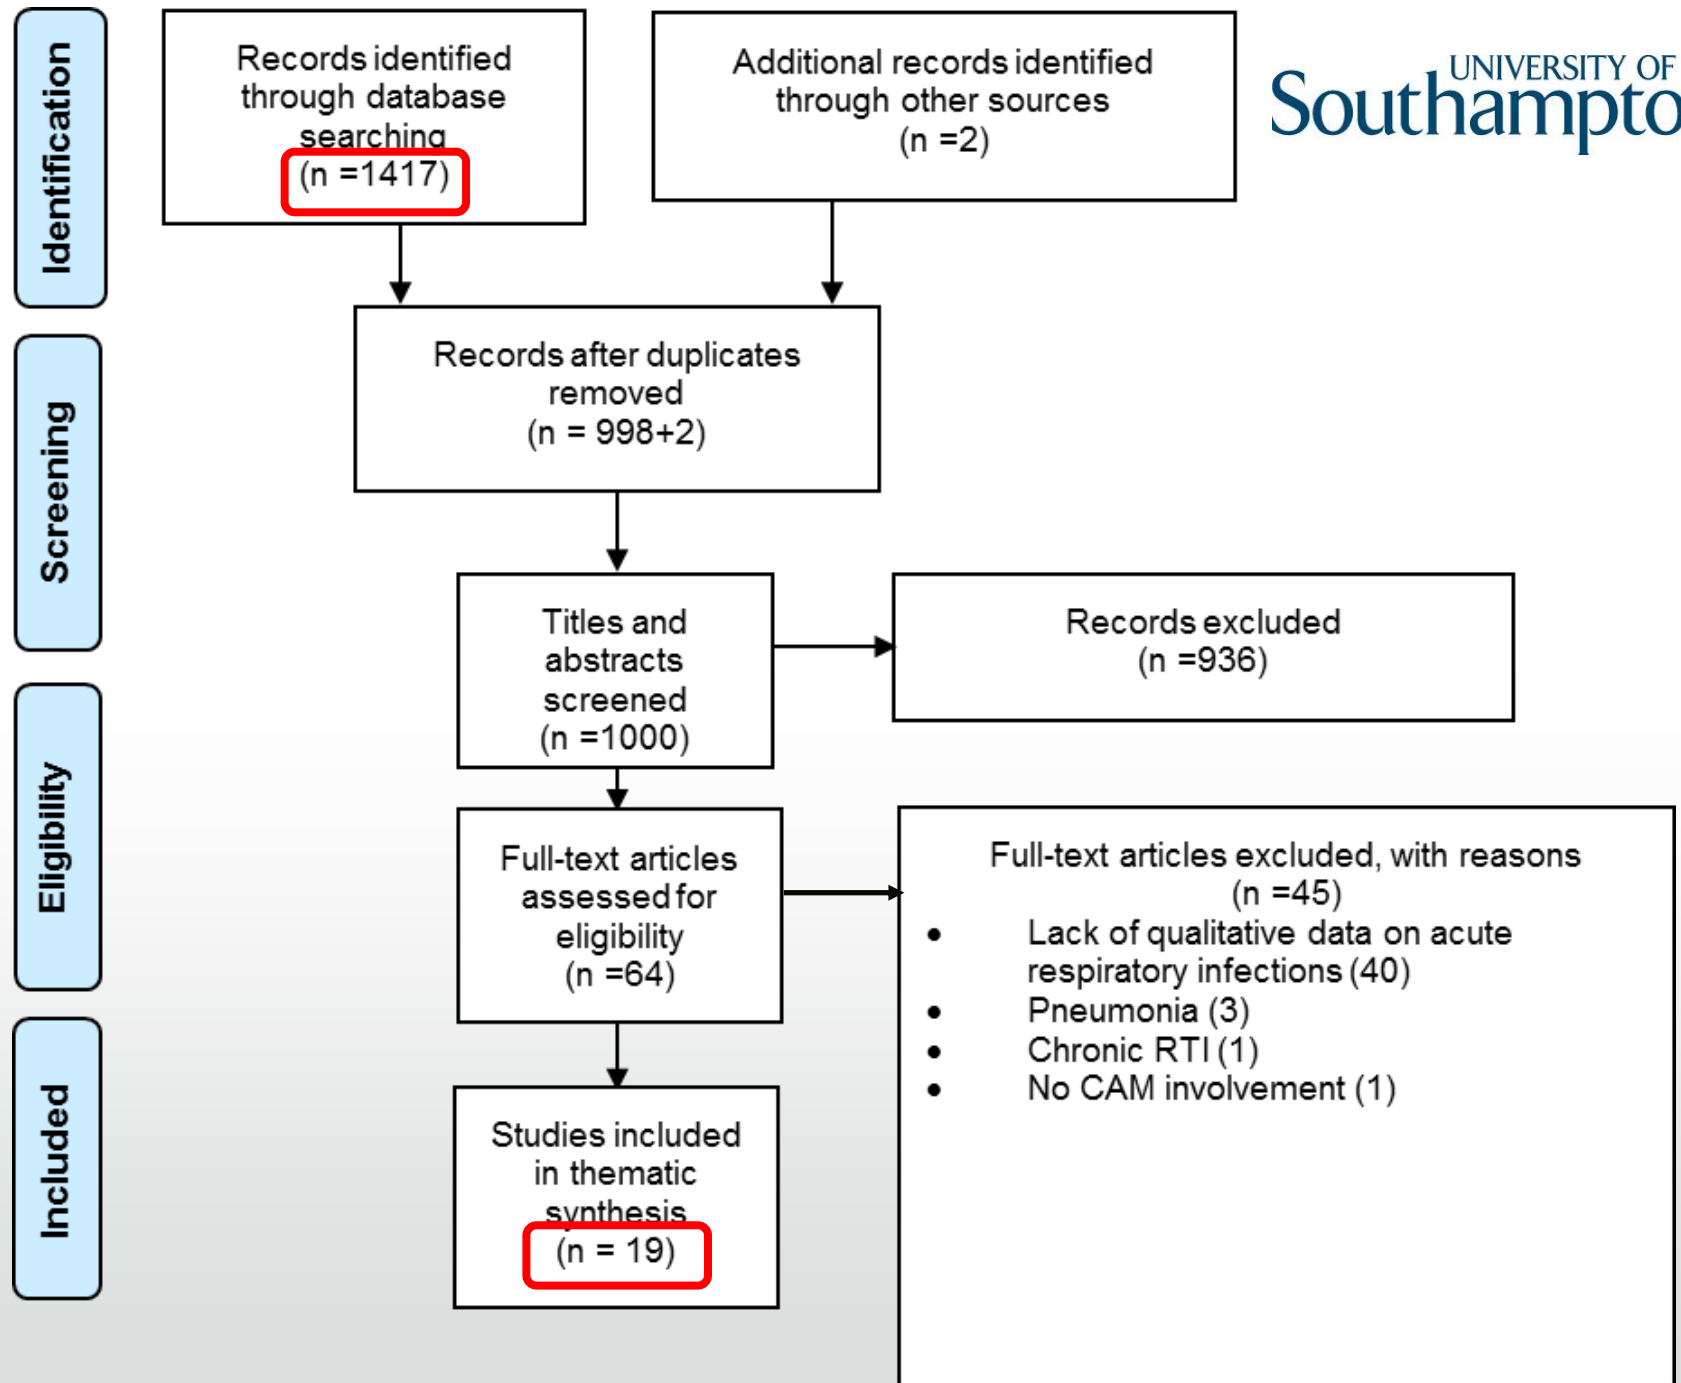 Identification
Records identified
through database
searching
(n =1417)
Additional records identified
through other sources
(n =2)
UNIVERSITY OF
Southampto
Screening
Records after duplicates
removed
(n = 998+2)
Titles and
abstracts
screened
(n =1000)
Records excluded
(n =936)
Eligibility
Full-text articles
assessed for
eligibility
(n =64)
Full-text articles excluded, with reasons
(n =45)
• Lack of qualitative data on acute
respiratory infections (40)
• Pneumonia (3)
• Chronic RTI (1)
• No CAM involvement (1)
Included
Studies included
in thematic
synthesis
(n = 19)